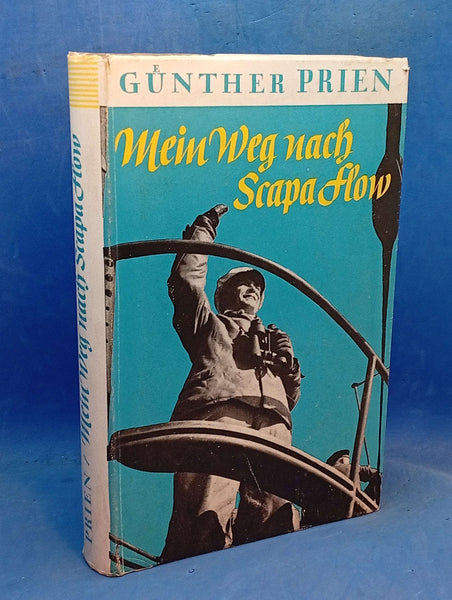 GÜNTHER PRIEN
Mein Weg nach
Scapa Flow
PRIEN / Mein Weg nach Scapa Flow